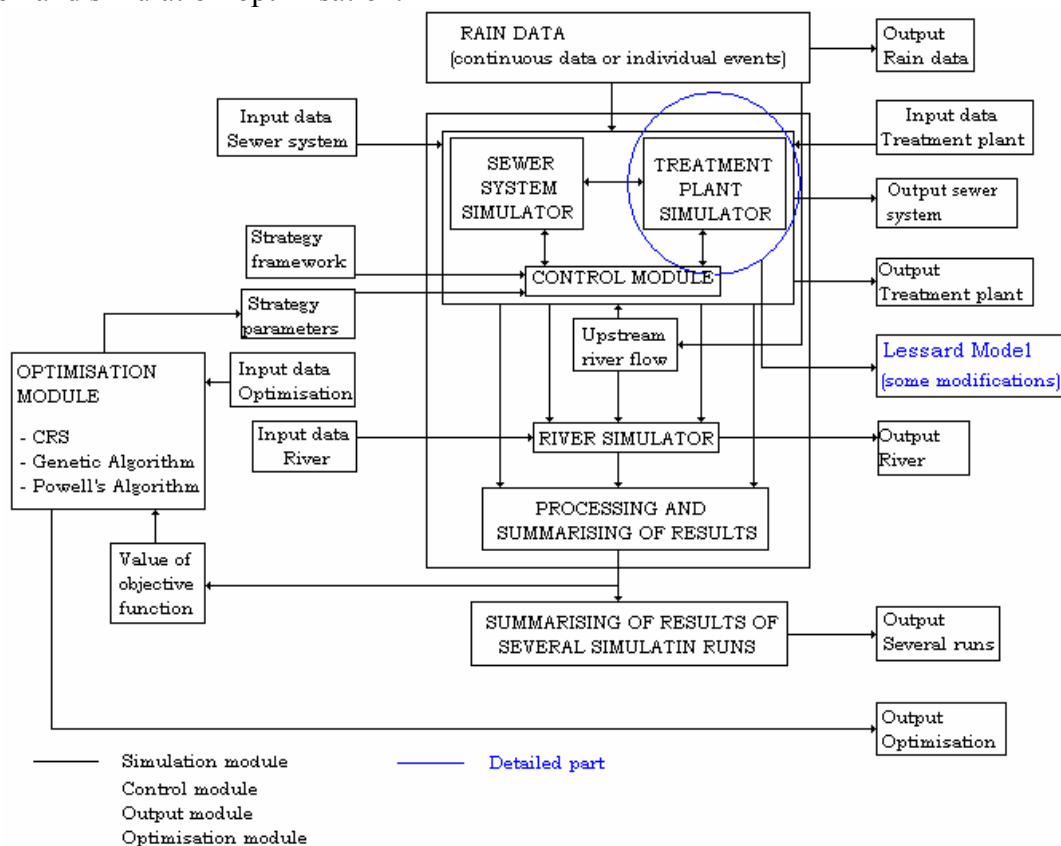 RAIN DATA
(continuous data or individual events)
Output
Rain data
Input data
Sewer system
Input data
Treatment plant
SEWER
SYSTEM
SIMULATOR
TREATMENT
PLANT
SIMULATOR
Output sewer
system
Strategy
framework
CONTROL MODULE
Output
Treatment plant
Strategy
parameters
Upstream
river flow
Lessard Model
(some modifications)
OPTIMISATION
MODULE
- CRS
- Genetic Algorithm
- Powell's Algorithm
Input data
Optimisation
Input data
River
RIVER SIMULATOR
Output
River
PROCESSING AND
SUMMARISING OF RESULTS
Value of
objective
function
SUMMARISING OF RESULTS OF
SEVERAL SIMULATIN RUNS
Output
Several runs
Output
Optimisation
Simulation module
Control module
Output module
Optimisation module
Detailed part